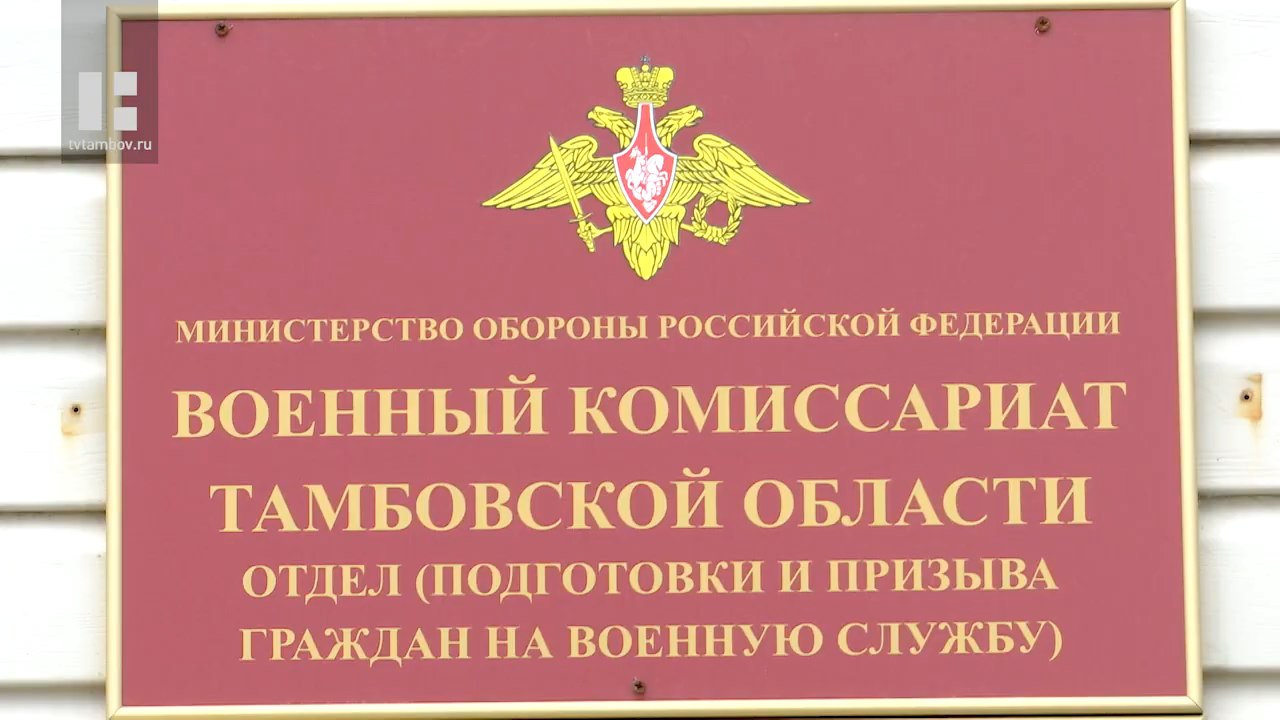 tvtambov.ru
МИНИСТЕРСТВО ОБОРОНЫ РОССИЙСКОЙ ФЕДЕРАЦИИ
ВОЕННЫЙ КОМИССАРИАТ
ТАМБОВСКОЙ ОБЛАСТИ
ОТДЕЛ (ПОДГОТОВКИ И ПРИЗЫВА
ГРАЖДАН НА ВОЕННУЮ СЛУЖБУ)